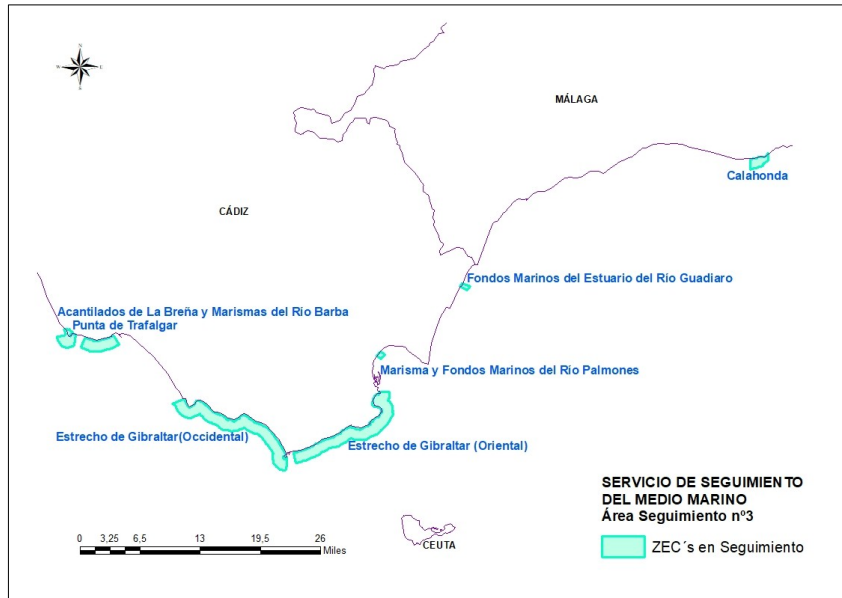 N
W E
S
MÁLAGA
Calahonda
CÁDIZ
Fondos Marinos del Estuario del Río Guadiaro
Acantilados de La Breña y Marismas del Río Barba
Punta de Trafalgar
Marisma y Fondos Marinos del Río Palmones
Estrecho de Gibraltar(Occidental)
Estrecho de Gibraltar (Oriental)
SERVICIO DE SEGUIMIENTO
DEL MEDIO MARINO
Área Seguimiento nº3
ZEC´s en Seguimiento
0 3,25 6,5 13 19,5 26
Miles
CEUTA